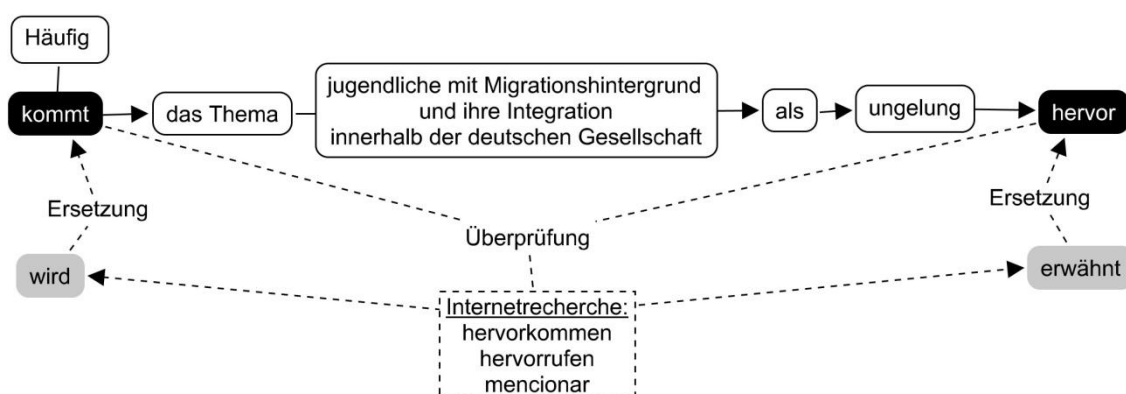 Häufig
kommt
das Thema
jugendliche mit Migrationshintergrund
und ihre Integration
innerhalb der deutschen Gesellschaft
als
ungelung
hervor
Ersetzung
Ersetzung
Überprüfung
wird
erwähnt
Internetrecherche:
hervorkommen
hervorrufen
mencionar